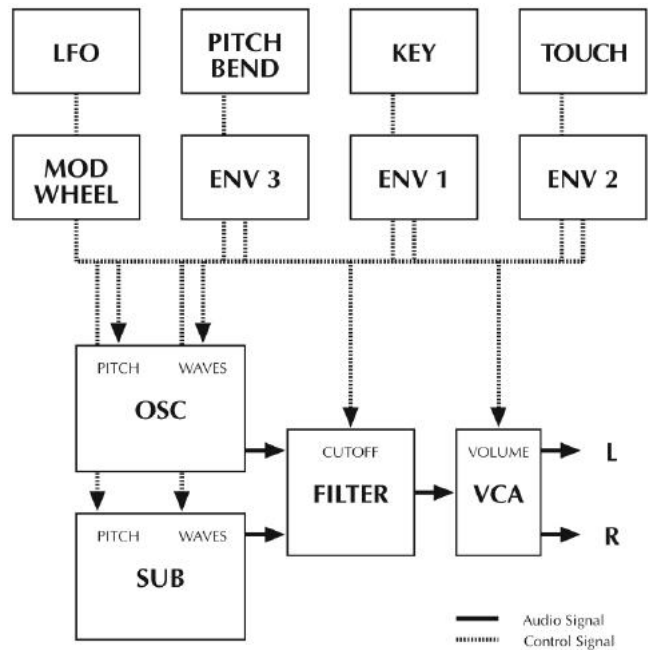 LFO
PITCH
BEND
KEY
TOUCH
MOD
WHEEL
ENV 3
ENV 1
ENV 2
PITCH WAVES
OSC
CUTOFF
FILTER
VOLUME
VCA
L
R
PITCH WAVES
SUB
Audio Signal
Control Signal